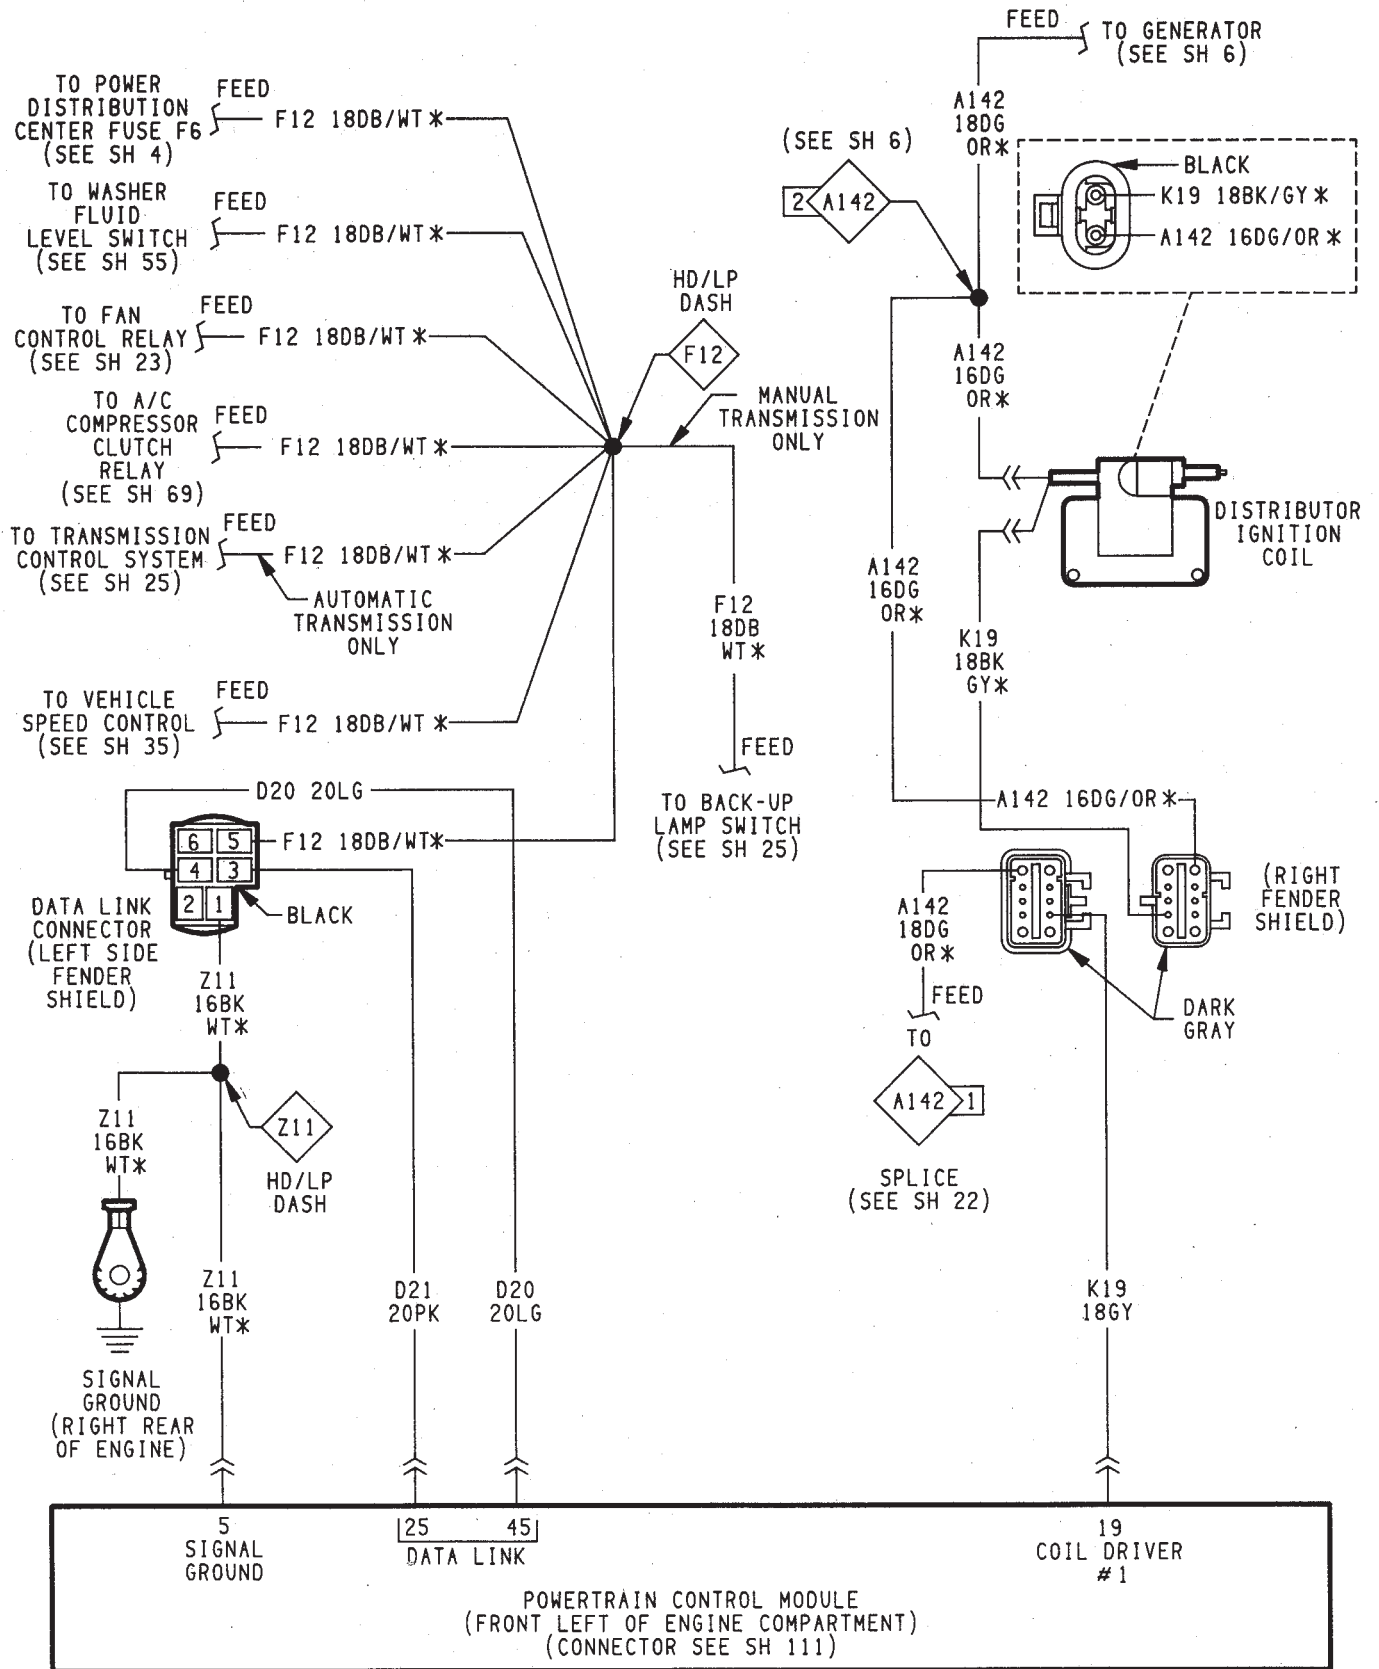 FEED
TO GENERATOR
(SEE SH 6)
TO POWER
DISTRIBUTION
CENTER FUSE F6
(SEE SH 4)
FEED
F12 18DB/WT*
A142
18DG
OR*
(SEE SH 6)
2
A142
BLACK
K19 18BK/GY*
A142 16DG/OR*
TO WASHER
FLUID
LEVEL SWITCH
(SEE SH 55)
FEED
F12 18DB/WT*
HD/LP
DASH
F12
TO FAN
CONTROL RELAY
(SEE SH 23)
FEED
F12 18DB/WT*
A142
16DG
OR*
MANUAL
TRANSMISSION
ONLY
TO A/C
COMPRESSOR
CLUTCH
RELAY
(SEE SH 69)
FEED
F12 18DB/WT*
DISTRIBUTOR
IGNITION
COIL
TO TRANSMISSION
CONTROL SYSTEM
(SEE SH 25)
FEED
F12 18DB/WT*
AUTOMATIC
TRANSMISSION
ONLY
A142
16DG
OR*
F12
18DB
WT*
K19
18BK
GY*
TO VEHICLE
SPEED CONTROL
(SEE SH 35)
FEED
F12 18DB/WT*
FEED
TO BACK-UP
LAMP SWITCH
(SEE SH 25)
D20 20LG
A142 16DG/OR*
6 5
4 3
2 1
F12 18DB/WT*
BLACK
DATA LINK
CONNECTOR
(LEFT SIDE
FENDER
SHIELD)
A142
18DG
OR*
FEED
TO
A142
1
SPLICE
(SEE SH 22)
(RIGHT
FENDER
SHIELD)
DARK
GRAY
Z11
16BK
WT*
Z11
16BK
WT*
Z11
HD/LP
DASH
Z11
16BK
WT*
D21
20PK
D20
20LG
K19
18GY
SIGNAL
GROUND
(RIGHT REAR
OF ENGINE)
5
SIGNAL
GROUND
25 45
DATA LINK
19
COIL DRIVER
#1
POWERTRAIN CONTROL MODULE
(FRONT LEFT OF ENGINE COMPARTMENT)
(CONNECTOR SEE SH 111)